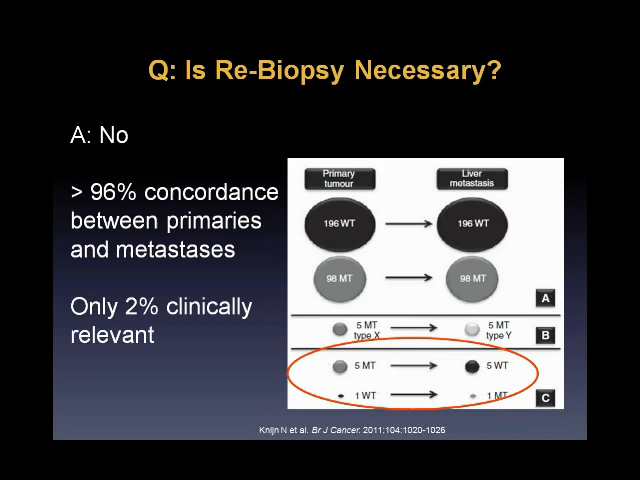 Q: Is Re-Biopsy Necessary?
A: No
> 96% concordance
between primaries
and metastases
Only 2% clinically
relevant
Primary
tumour
Liver
metastasis
196 WT
196 WT
98 MT
98 MT
A
5 MT
type X
5 MT
type Y
B
5 MT
5 WT
1 WT
1 MT
C
Knijn N et al. Br J Cancer. 2011;104:1020-1026